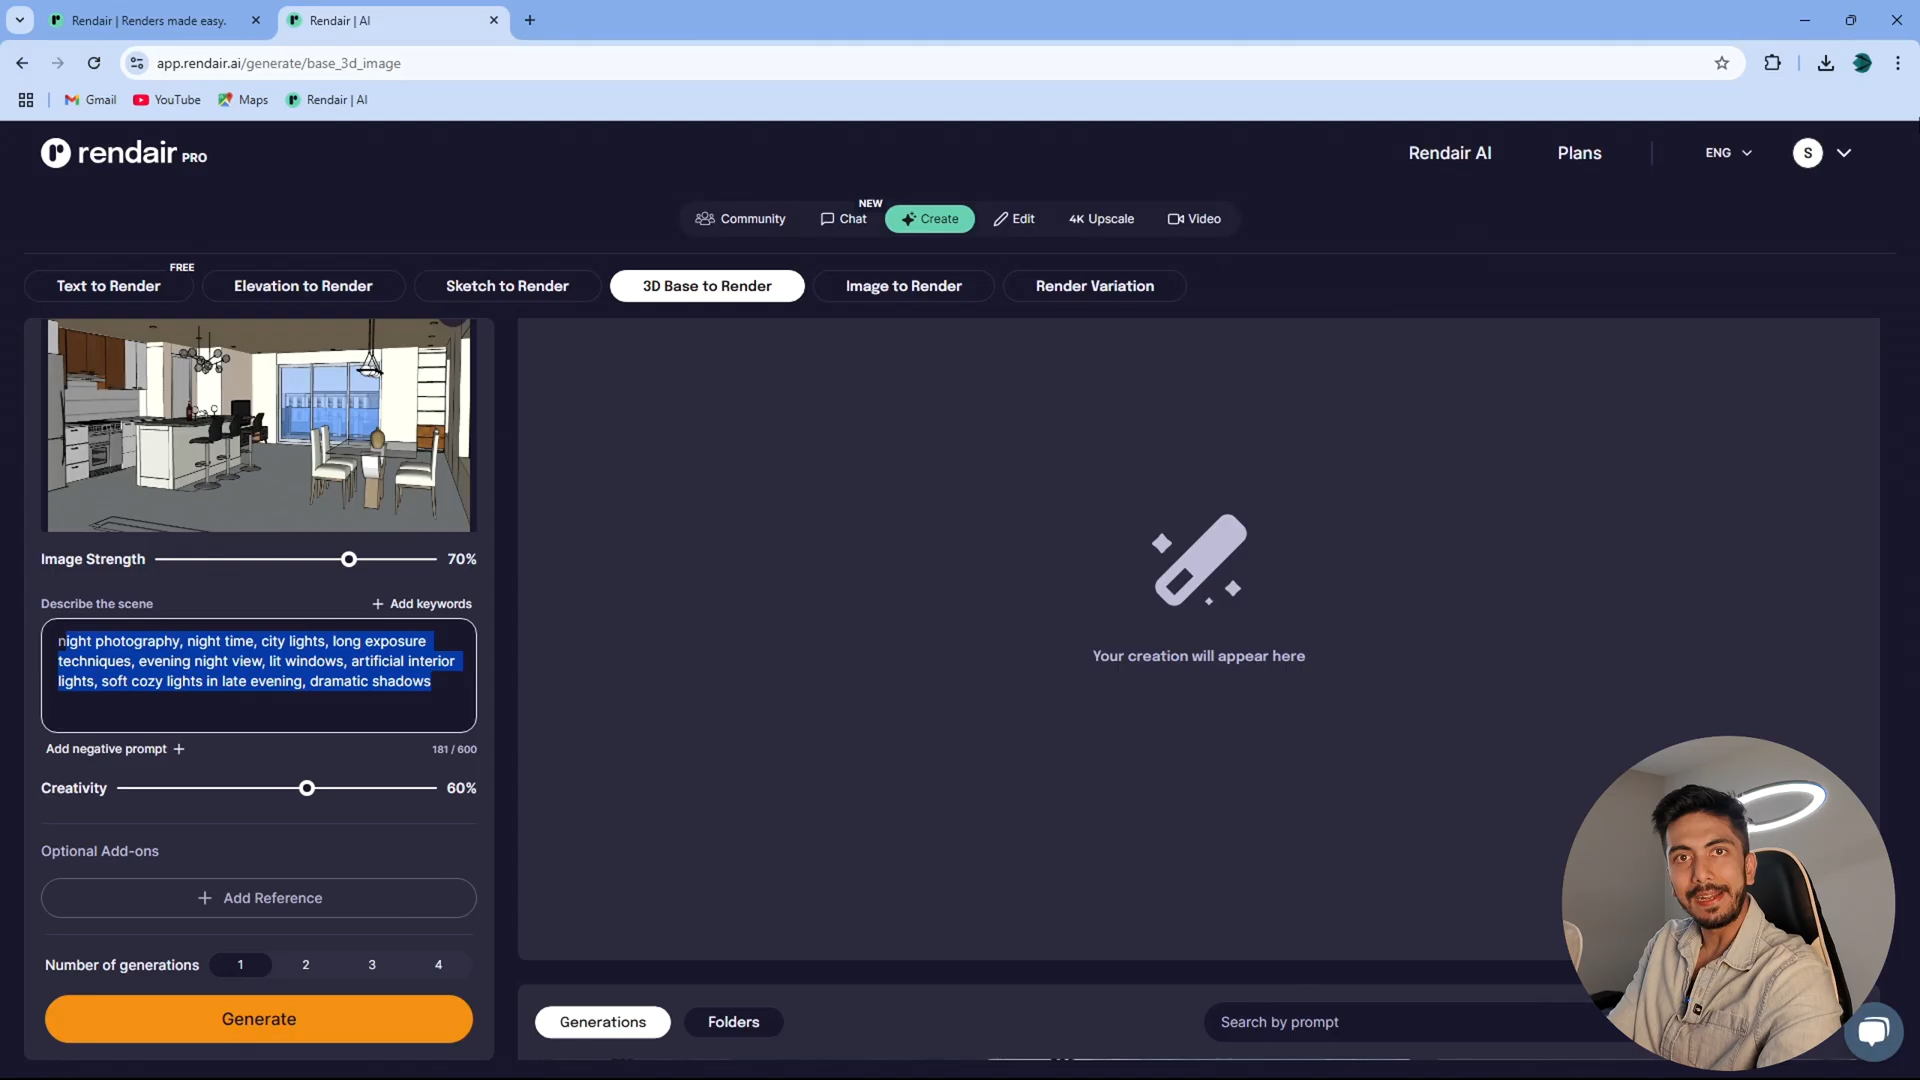 Rendair | Renders made easy.
Rendair | AI
app.rendair.ai/generate/base_3d_image
Gmail
YouTube
Maps
Rendair | AI
rendair PRO
Rendair AI
Plans
ENG
S
Community
Chat
NEW
Create
Edit
4K Upscale
Video
Text to Render
FREE
Elevation to Render
Sketch to Render
3D Base to Render
Image to Render
Render Variation
Image Strength
70%
Describe the scene
+ Add keywords
night photography, night time, city lights, long exposure
techniques, evening night view, lit windows, artificial interior
lights, soft cozy lights in late evening, dramatic shadows
Add negative prompt +
181 / 600
Creativity
60%
Optional Add-ons
+ Add Reference
Number of generations
1
2
3
4
Generate
Your creation will appear here
Generations
Folders
Search by prompt